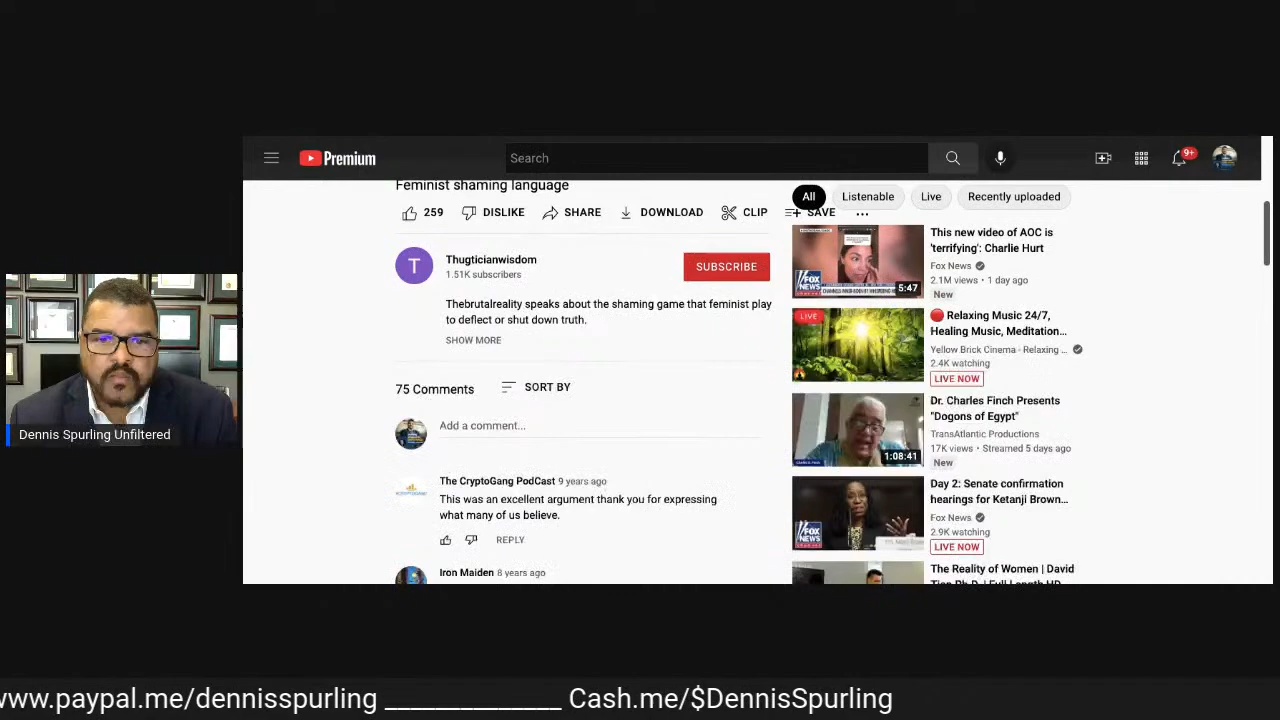 Premium
Search
9+
Feminist shaming language
259 DISLIKE SHARE DOWNLOAD CLIP SAVE ...
T
Thugticianwisdom
1.51K subscribers
SUBSCRIBE
Thebrutalreality speaks about the shaming game that feminist play
to deflect or shut down truth.
SHOW MORE
75 Comments SORT BY
Add a comment...
The CryptoGang PodCast 9 years ago
This was an excellent argument thank you for expressing
what many of us believe.
REPLY
Iron Maiden 8 years ago
All Listenable Live Recently uploaded
FOX
NEWS
5:47
This new video of AOC is
'terrifying': Charlie Hurt
Fox News
2.1M views • 1 day ago
New
LIVE
Relaxing Music 24/7,
Healing Music, Meditation...
Yellow Brick Cinema - Relaxing ...
2.4K watching
LIVE NOW
1:08:41
Dr. Charles Finch Presents
"Dogons of Egypt"
TransAtlantic Productions
17K views • Streamed 5 days ago
New
FOX
NEWS
Day 2: Senate confirmation
hearings for Ketanji Brown...
Fox News
2.9K watching
LIVE NOW
The Reality of Women | David
Dennis Spurling Unfiltered
www.paypal.me/dennisspurling ______________ Cash.me/$DennisSpurling